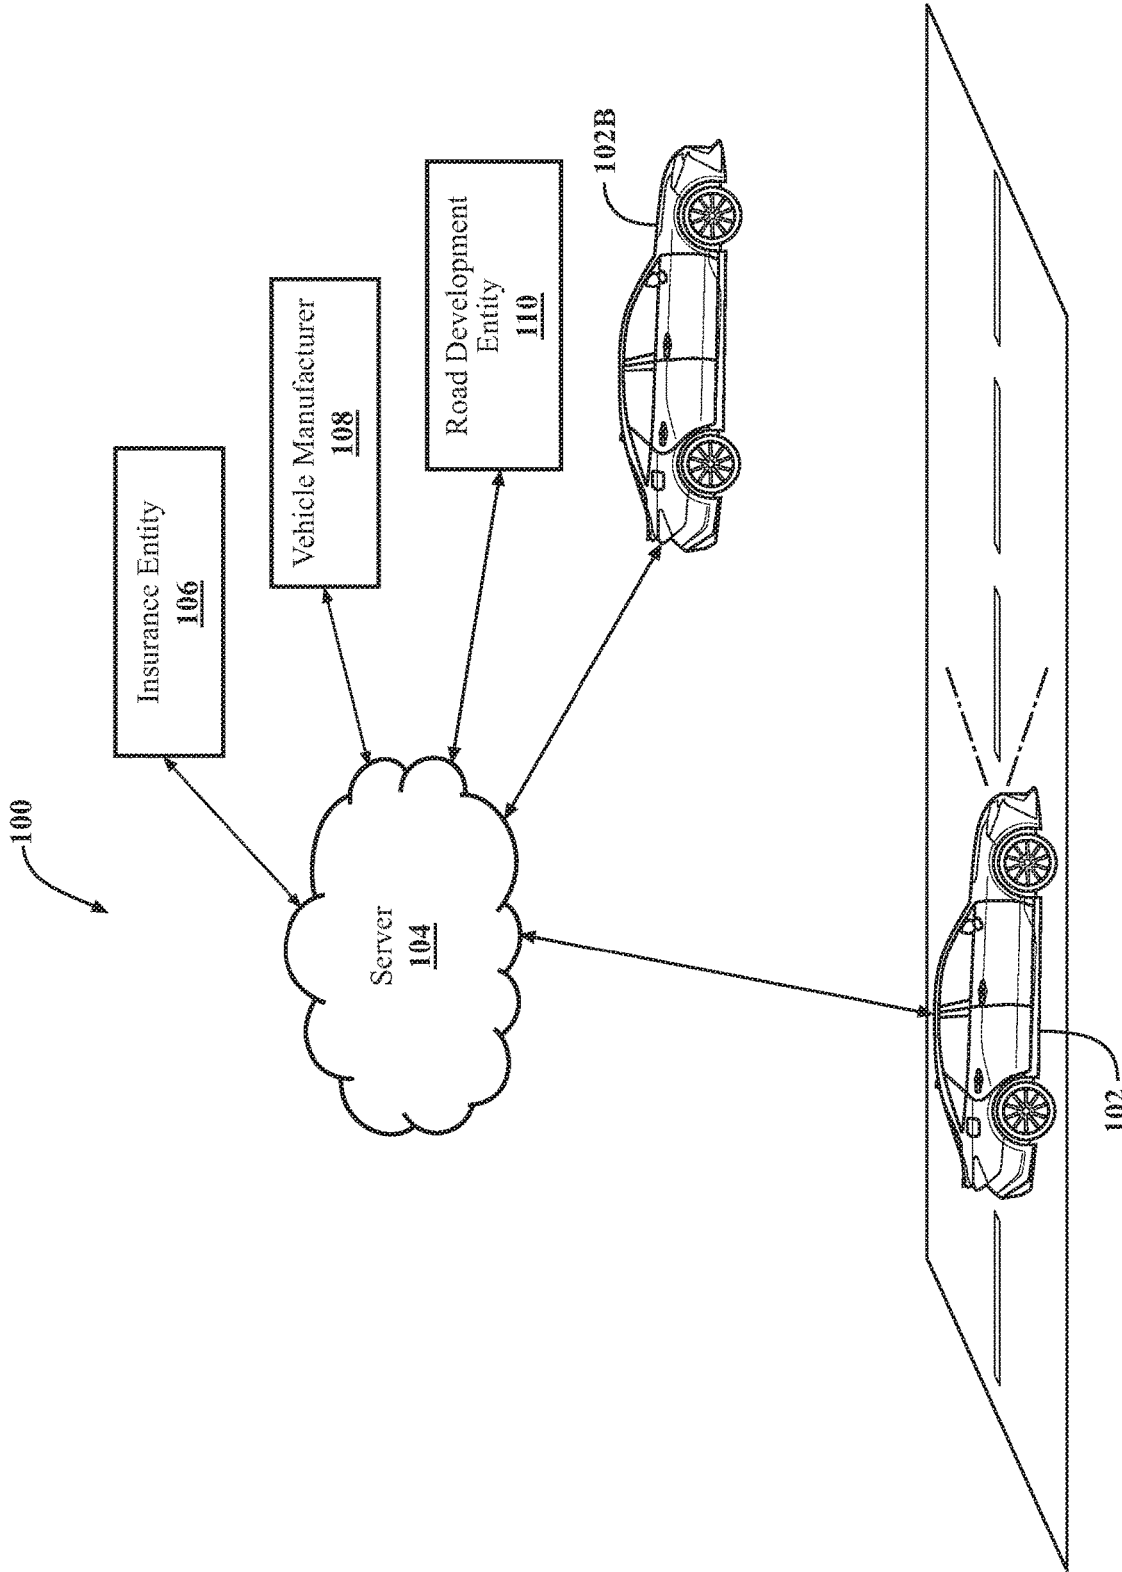 100
Insurance Entity
106
Vehicle Manufacturer
108
Road Development
Entity
110
Server
104
102B
102